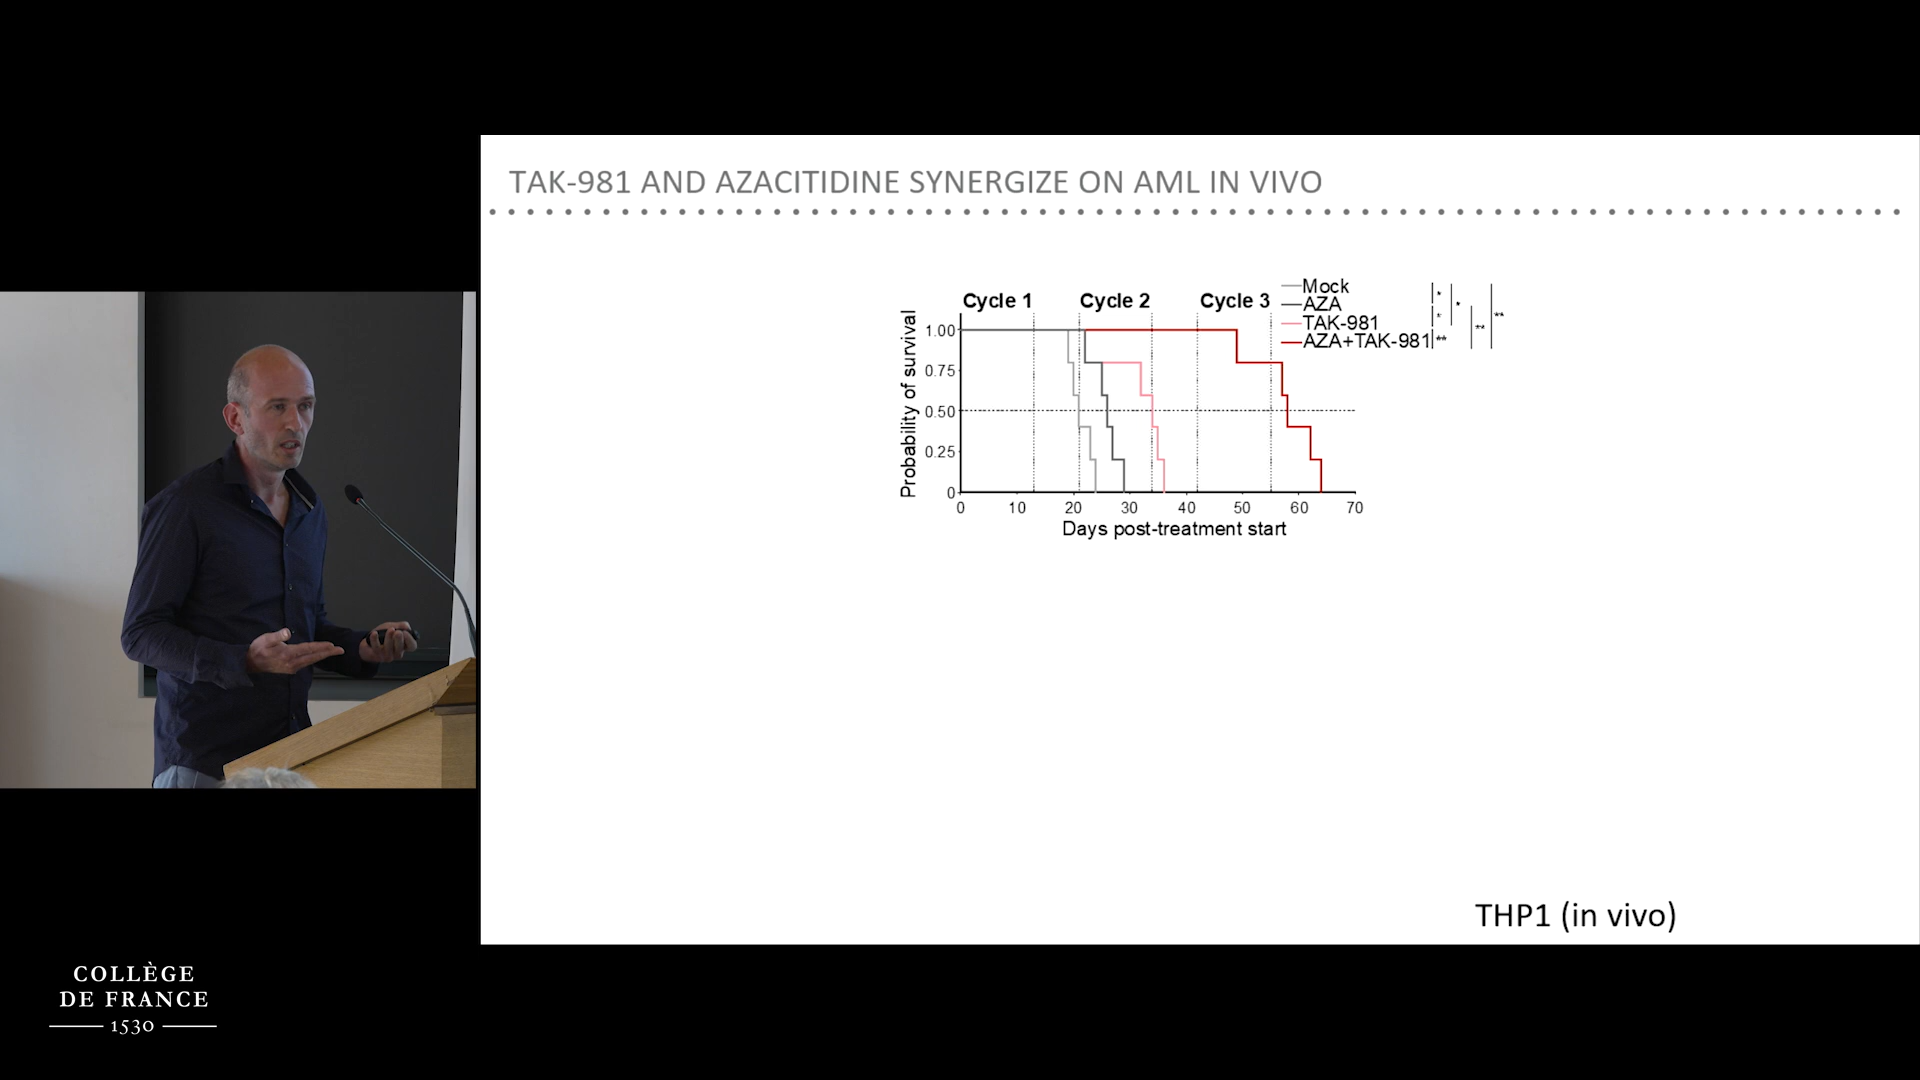 TAK-981 AND AZACITIDINE SYNERGIZE ON AML IN VIVO
Cycle 1 Cycle 2 Cycle 3
Mock
AZA
TAK-981
AZA+TAK-981
* * ** * ** **
Probability of survival
1.00
0.75
0.50
0.25
0
0 10 20 30 40 50 60 70
Days post-treatment start
THP1 (in vivo)
COLLÈGE
DE FRANCE
1530